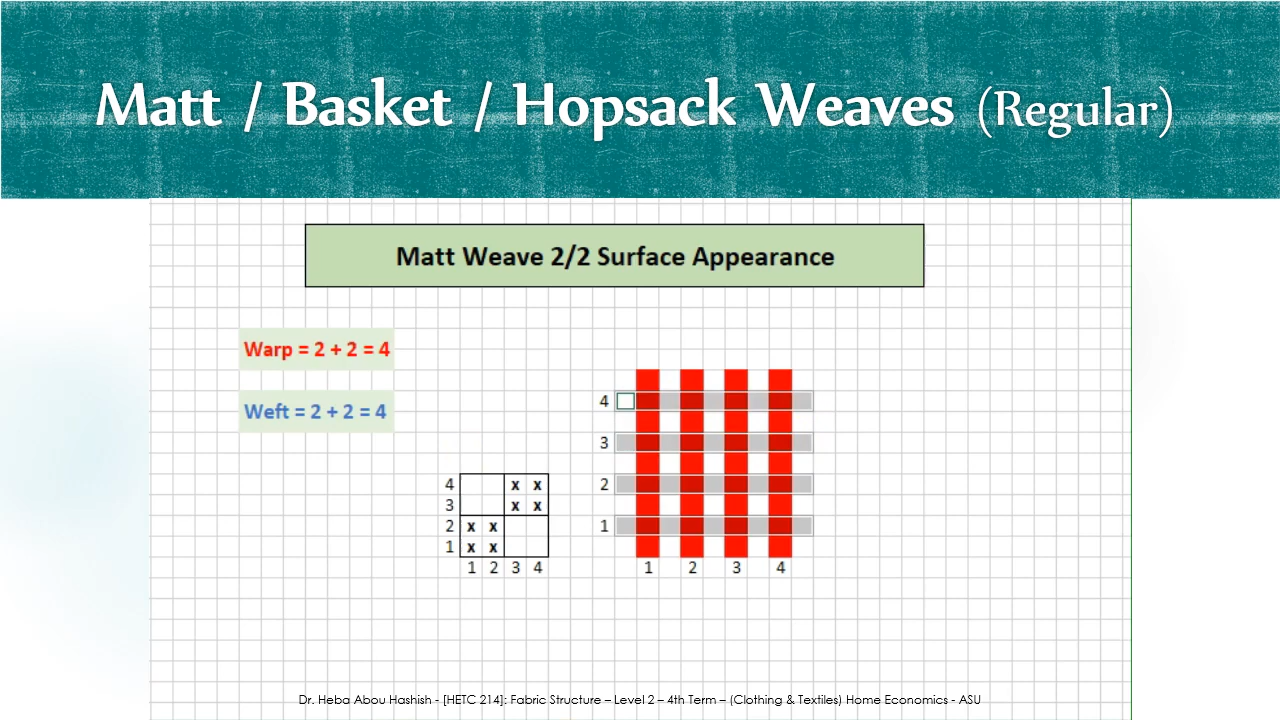 Matt / Basket / Hopsack Weaves (Regular)
Matt Weave 2/2 Surface Appearance
Warp = 2 + 2 = 4
Weft = 2 + 2 = 4
4 x x
3 x x
2 x x
1 x x
1 2 3 4
4
3
2
1
1 2 3 4
Dr. Heba Abou Hashish - [HETC 214]: Fabric Structure – Level 2 – 4th Term – (Clothing & Textiles) Home Economics - ASU